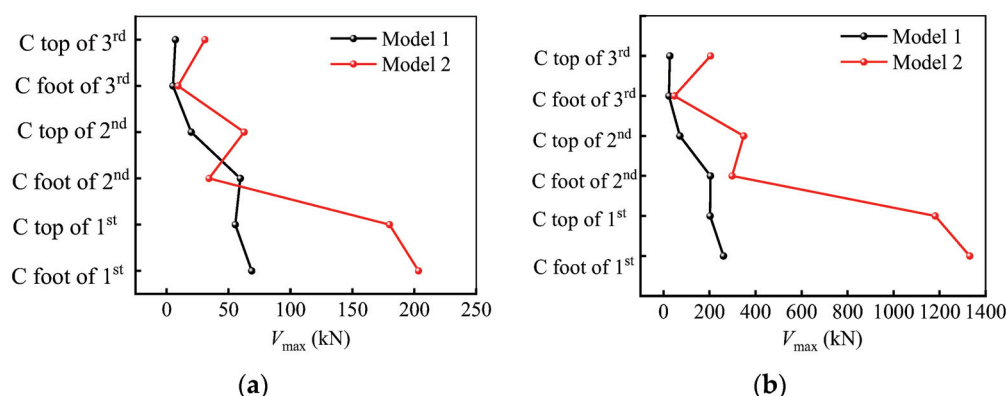 C top of 3rd
C foot of 3rd
C top of 2nd
C foot of 2nd
C top of 1st
C foot of 1st
Model 1
Model 2
0 50 100 150 200 250
Vmax (kN)
(a)
C top of 3rd
C foot of 3rd
C top of 2nd
C foot of 2nd
C top of 1st
C foot of 1st
Model 1
Model 2
0 200 400 600 800 1000 1200 1400
Vmax (kN)
(b)